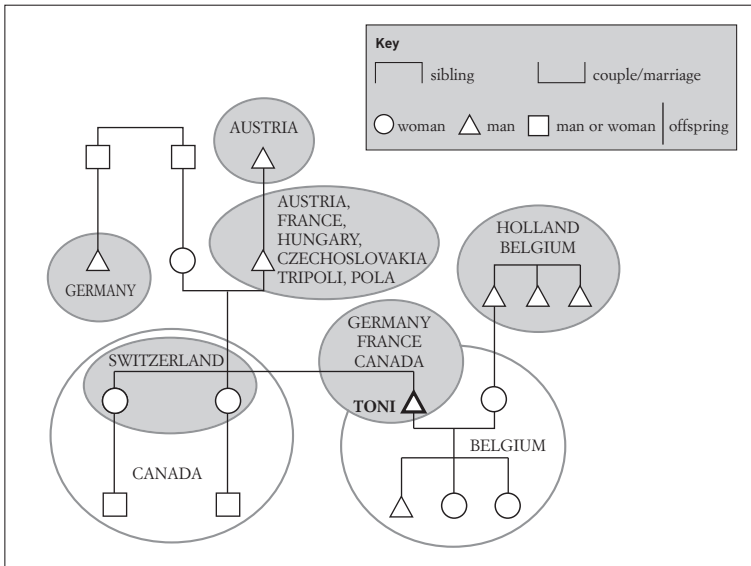 Key
sibling
couple/marriage
woman
man
man or woman
offspring
AUSTRIA
AUSTRIA,
FRANCE,
HUNGARY,
CZECHOSLOVAKIA
TRIPOLI, POLA
HOLLAND
BELGIUM
GERMANY
GERMANY
FRANCE
CANADA
SWITZERLAND
TONI
BELGIUM
CANADA